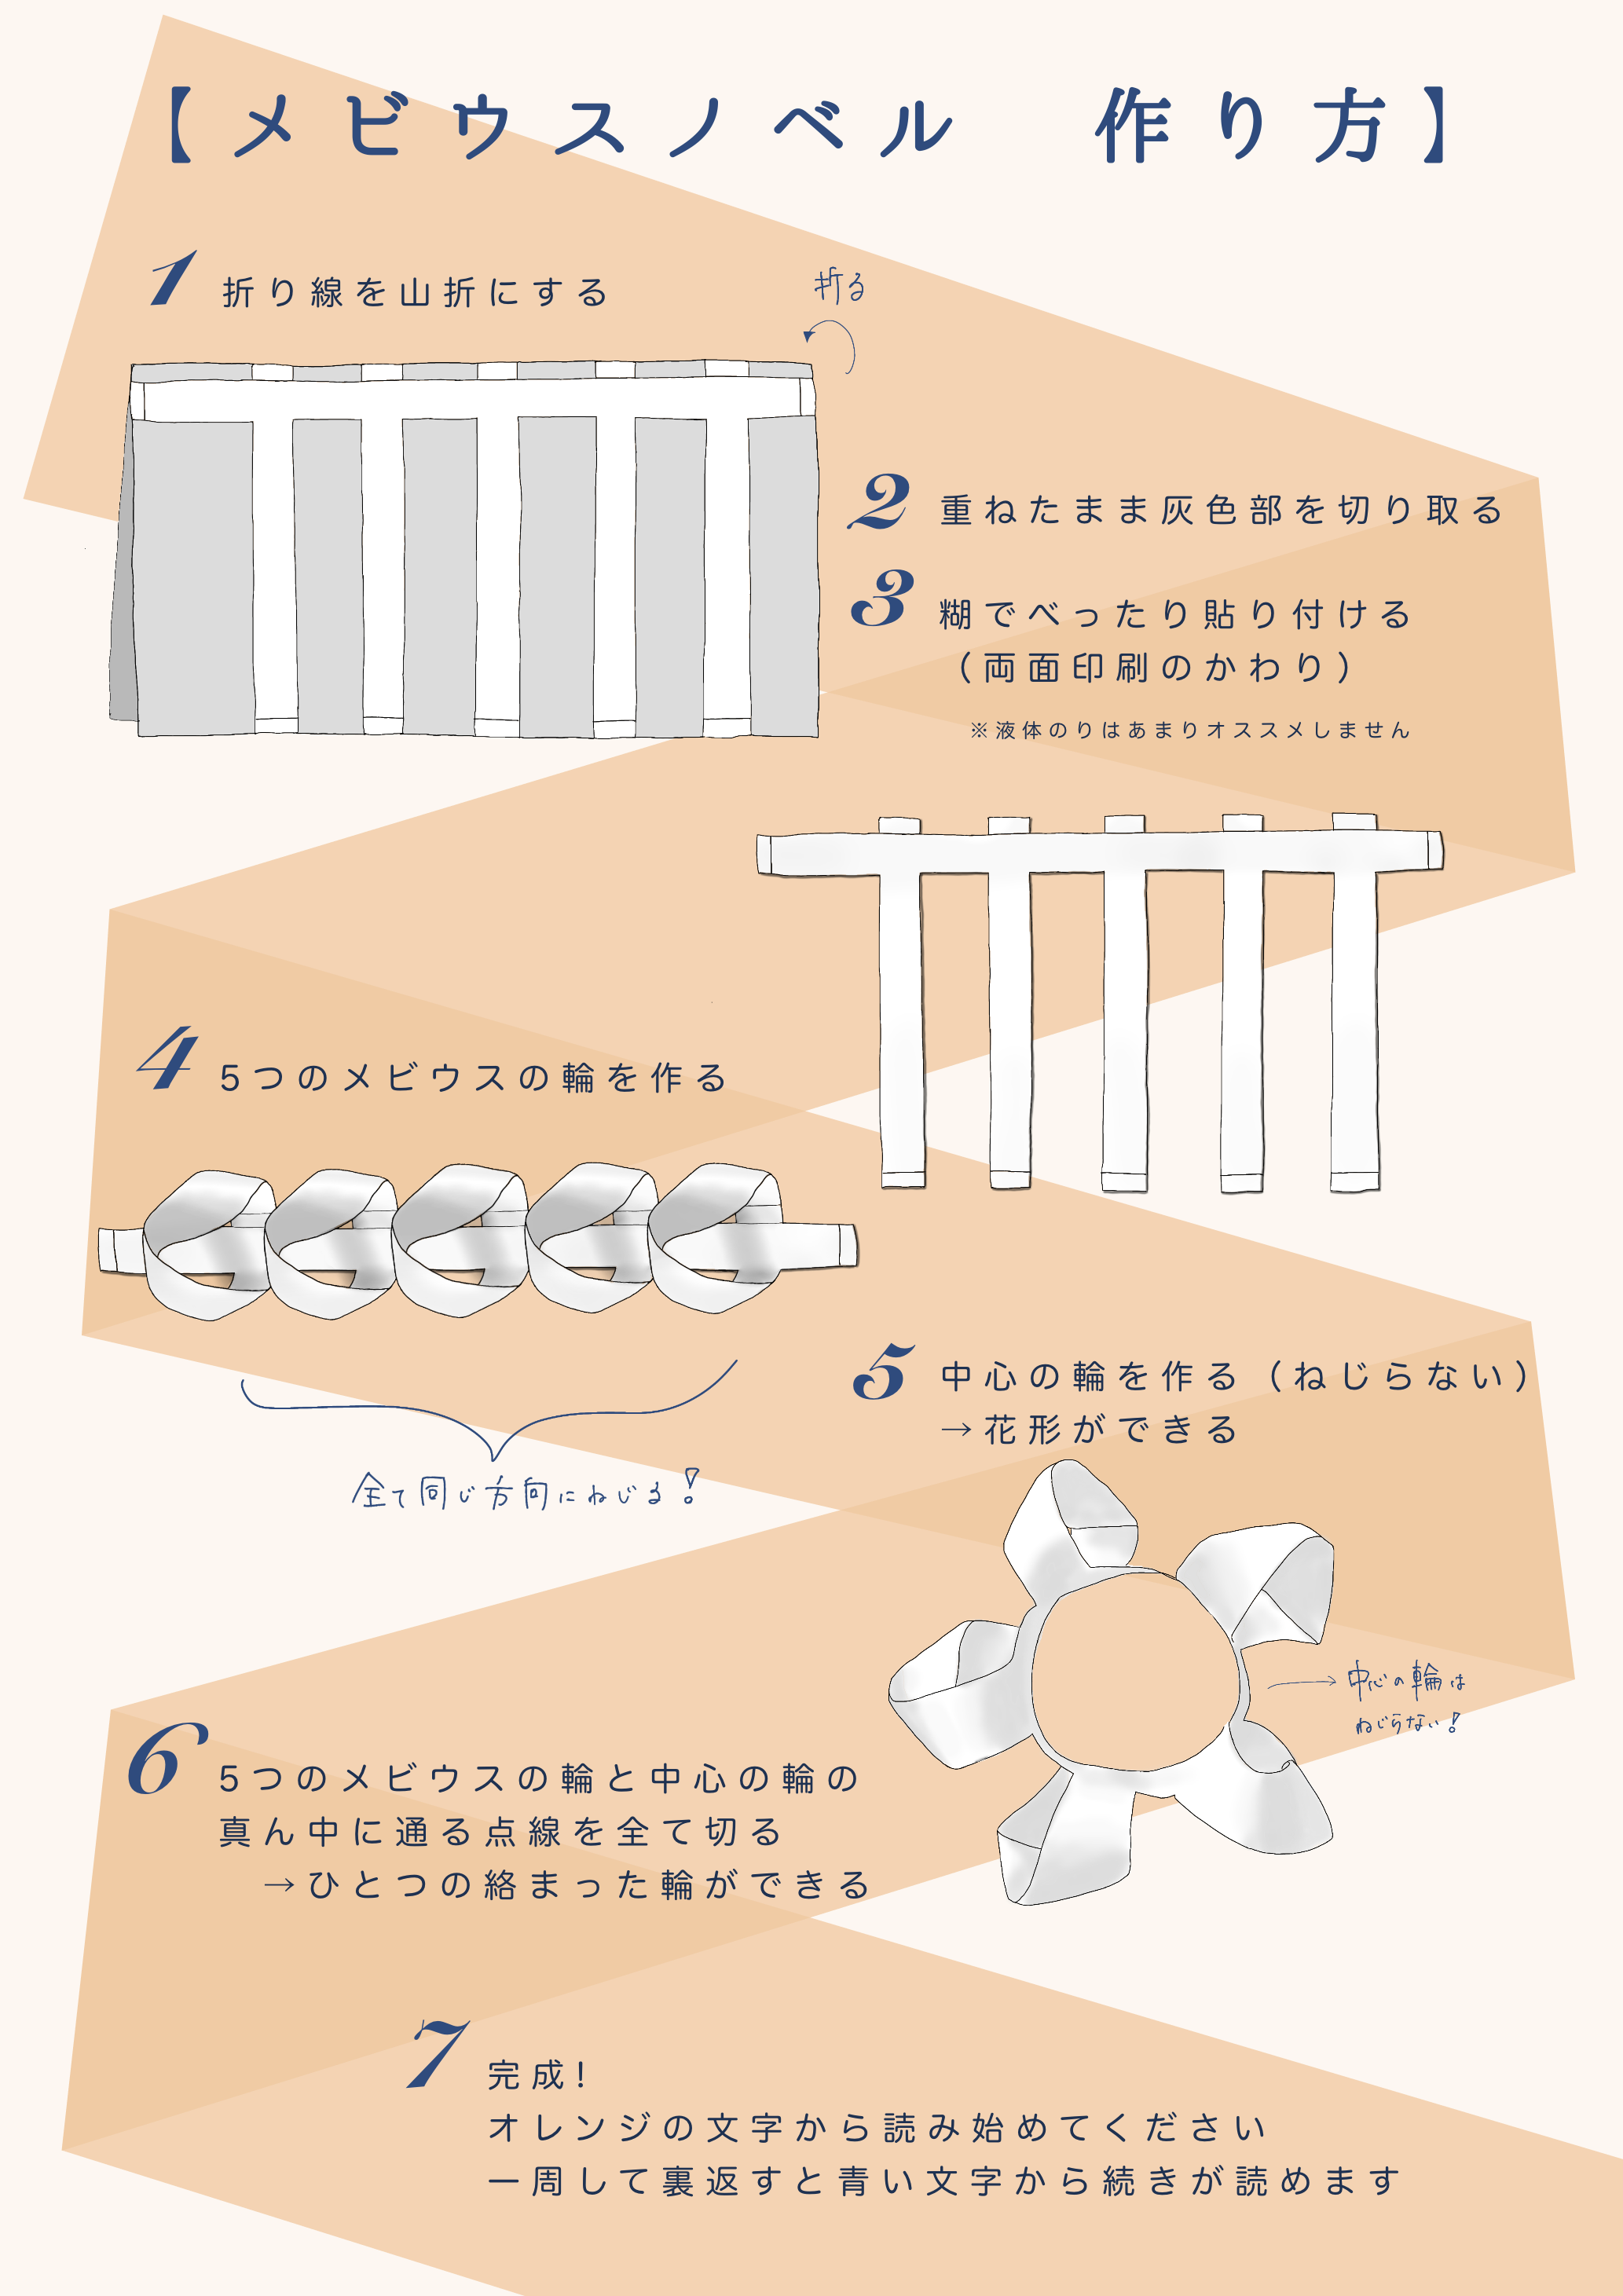 【メビウスノベル　作り方】
1 折り線を山折にする
折る
2 重ねたまま灰色部を切り取る
3 糊でべったり貼り付ける
（両面印刷のかわり）
※液体のりはあまりオススメしません
4 5つのメビウスの輪を作る
全て同じ方向にねじる！
5 中心の輪を作る（ねじらない）
→花形ができる
中心の輪は
ねじらない！
6 5つのメビウスの輪と中心の輪の
真ん中に通る点線を全て切る
→ひとつの絡まった輪ができる
7 完成！
オレンジの文字から読み始めてください
一周して裏返すと青い文字から続きが読めます